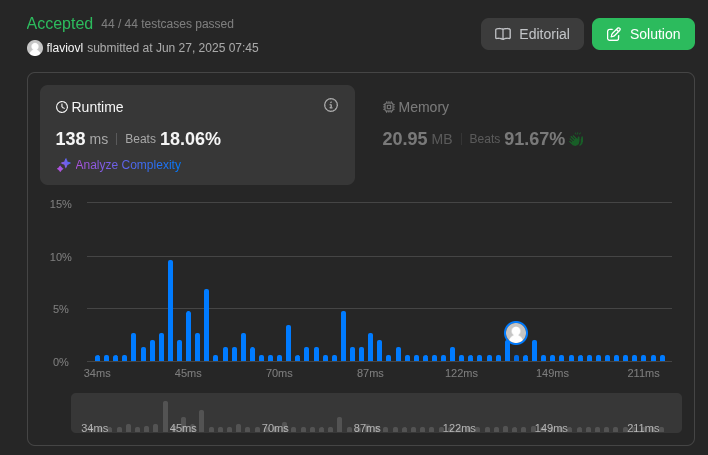 Accepted 44 / 44 testcases passed
flaviovl submitted at Jun 27, 2025 07:45
Editorial
Solution
Runtime
138 ms | Beats 18.06%
Analyze Complexity
Memory
20.95 MB | Beats 91.67%
15%
10%
5%
0%
34ms 45ms 70ms 87ms 122ms 149ms 211ms
34ms 45ms 70ms 87ms 122ms 149ms 211ms